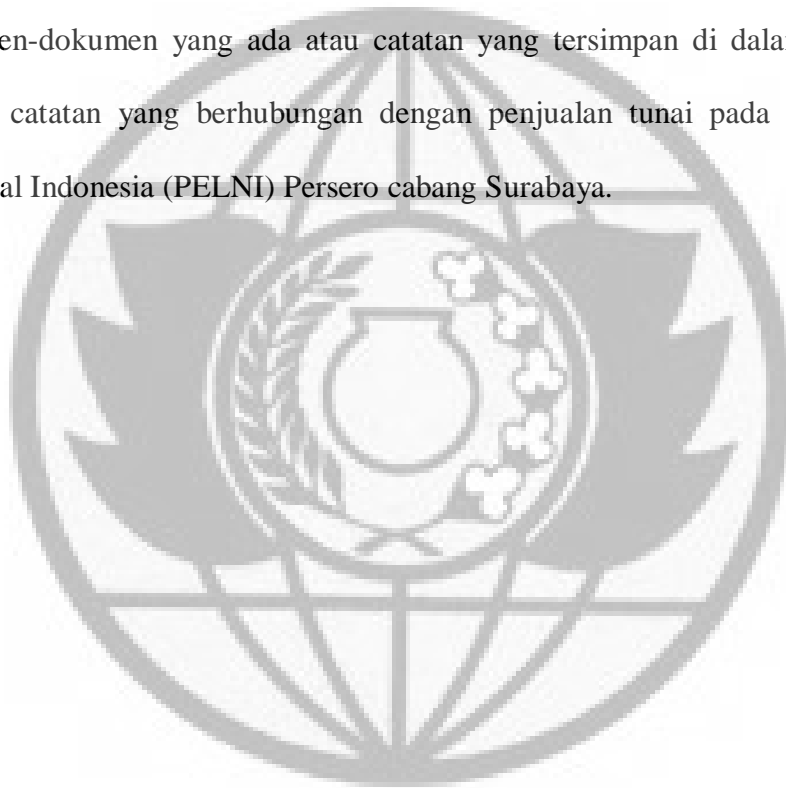 en-dokumen yang ada atau catatan yang tersimpan di dalam
catatan yang berhubungan dengan penjualan tunai pada
al Indonesia (PELNI) Persero cabang Surabaya.